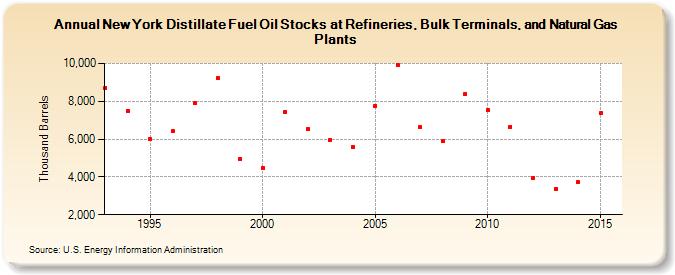 Annual New York Distillate Fuel Oil Stocks at Refineries, Bulk Terminals, and Natural Gas
Plants
Thousand Barrels
10,000
8,000
6,000
4,000
2,000
1995 2000 2005 2010 2015
Source: U.S. Energy Information Administration